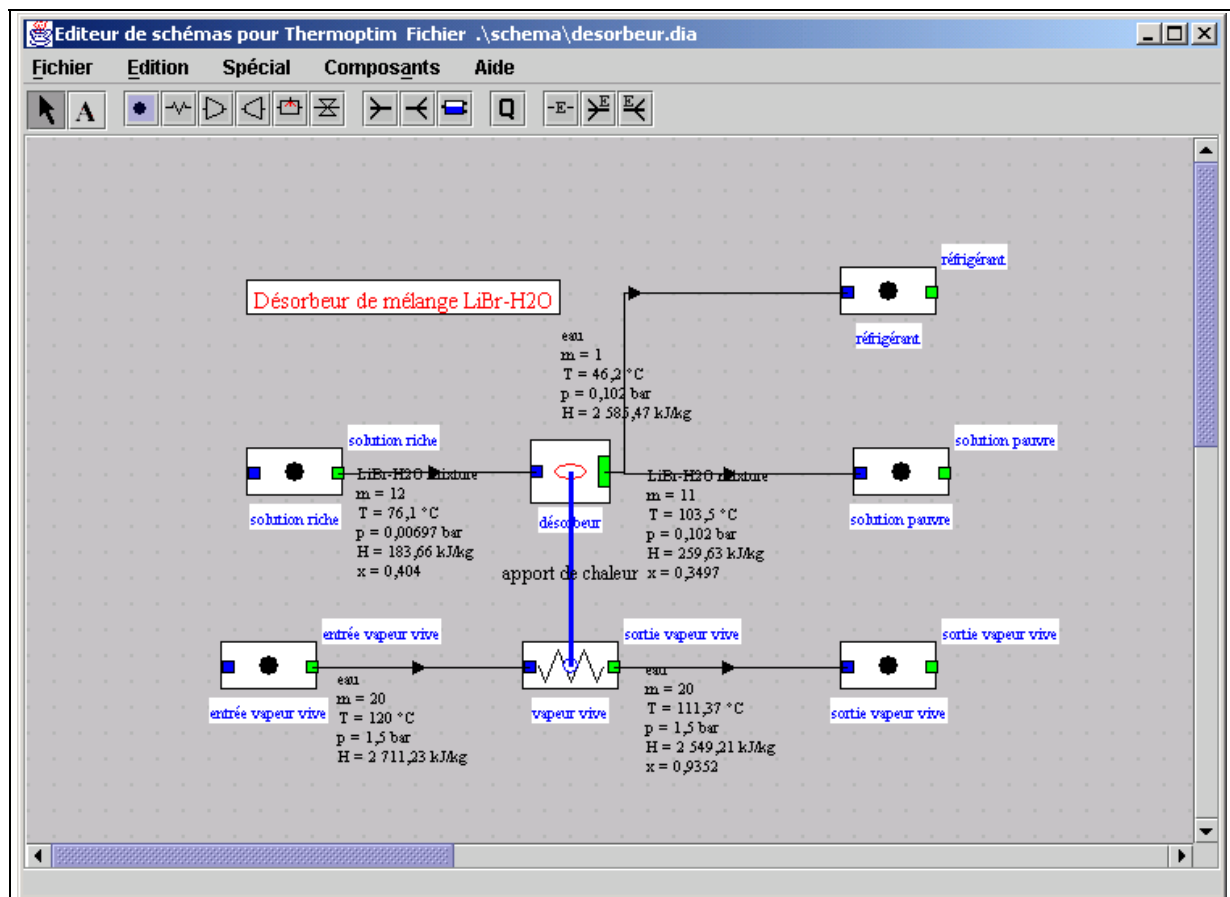 Editeur de schémas pour Thermoptim Fichier .\schema\desorbeur.dia
Fichier Edition Spécial Composants Aide
A Q -E- E E
réfrigérant
Désorbeur de mélange LiBr-H2O
réfrigérant
eau
m = 1
T = 46,2 °C
p = 0,102 bar
H = 2 585,47 kJ/kg
solution riche
solution pauvre
LiBr-H2O mixture
m = 12
T = 76,1 °C
p = 0,00697 bar
H = 183,66 kJ/kg
x = 0,404
solution riche
désorbeur
LiBr-H2O mixture
m = 11
T = 103,5 °C
p = 0,102 bar
H = 259,63 kJ/kg
x = 0,3497
solution pauvre
apport de chaleur
entrée vapeur vive
sortie vapeur vive
sortie vapeur vive
eau
m = 20
T = 120 °C
p = 1,5 bar
H = 2 711,23 kJ/kg
entrée vapeur vive
vapeur vive
eau
m = 20
T = 111,37 °C
p = 1,5 bar
H = 2 549,21 kJ/kg
x = 0,9352
sortie vapeur vive